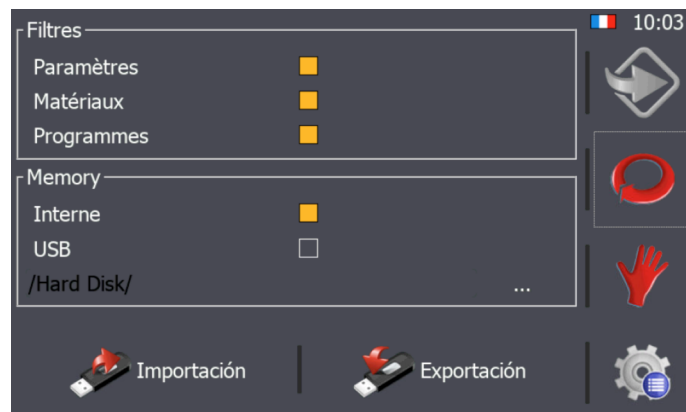 10:03
Filtres
Paramètres
Matériaux
Programmes
Memory
Interne
USB
/Hard Disk/ ...
Importación Exportación